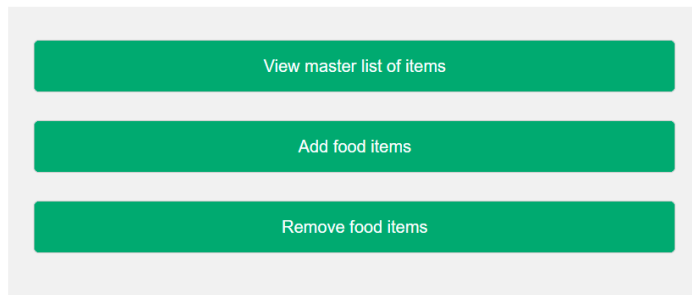 View master list of items
Add food items
Remove food items